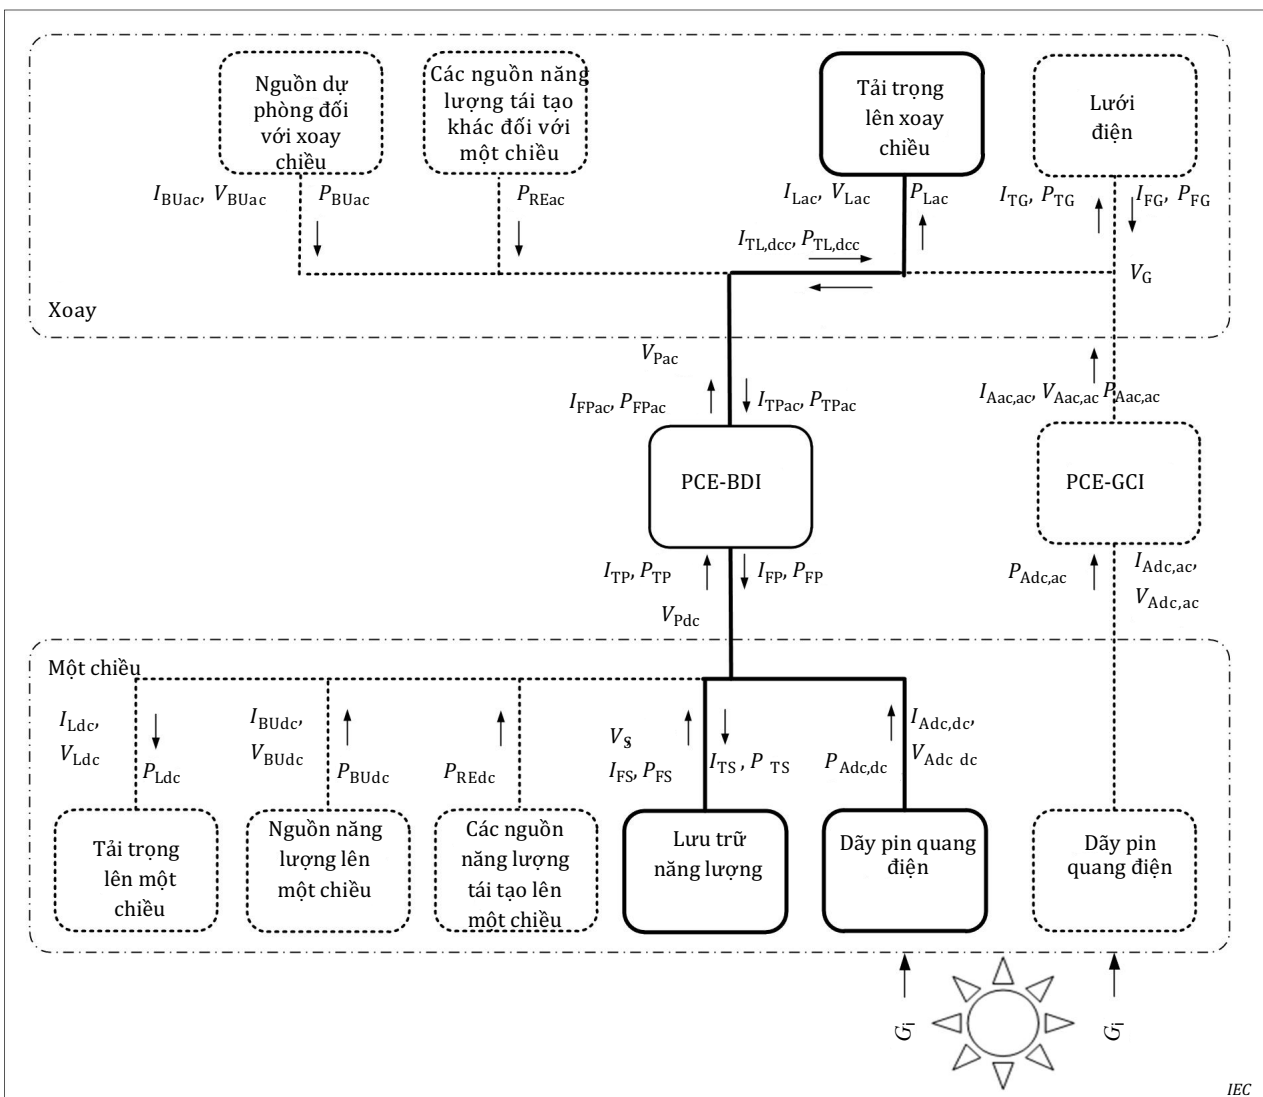 Nguồn dự
phòng đối
với xoay
chiều
Các nguồn năng
lượng tái tạo
khác đối với
một chiều
Tải trọng
lên xoay
chiều
Lưới
điện
I_BUac, V_BUac
P_BUac
P_REac
I_Lac, V_Lac
P_Lac
I_TG, P_TG
I_FG, P_FG
I_TL,dcc, P_TL,dcc
V_G
Xoay
V_Pac
I_FPac, P_FPac
I_TPac, P_TPac
I_Aac,ac, V_Aac,ac P_Aac,ac
PCE-BDI
PCE-GCI
I_TP, P_TP
I_FP, P_FP
V_Pdc
P_Adc,ac
I_Adc,ac,
V_Adc,ac
Một chiều
I_Ldc,
V_Ldc
P_Ldc
I_BUdc,
V_BUdc
P_BUdc
P_REdc
V_S
I_FS, P_FS
I_TS, P_TS
P_Adc,dc
I_Adc,dc,
V_Adc dc
Tải trọng
lên một
chiều
Nguồn năng
lượng lên
một chiều
Các nguồn
năng lượng
tái tạo lên
một chiều
Lưu trữ
năng lượng
Dãy pin quang
điện
Dãy pin
quang điện
G_i
G_i
IEC